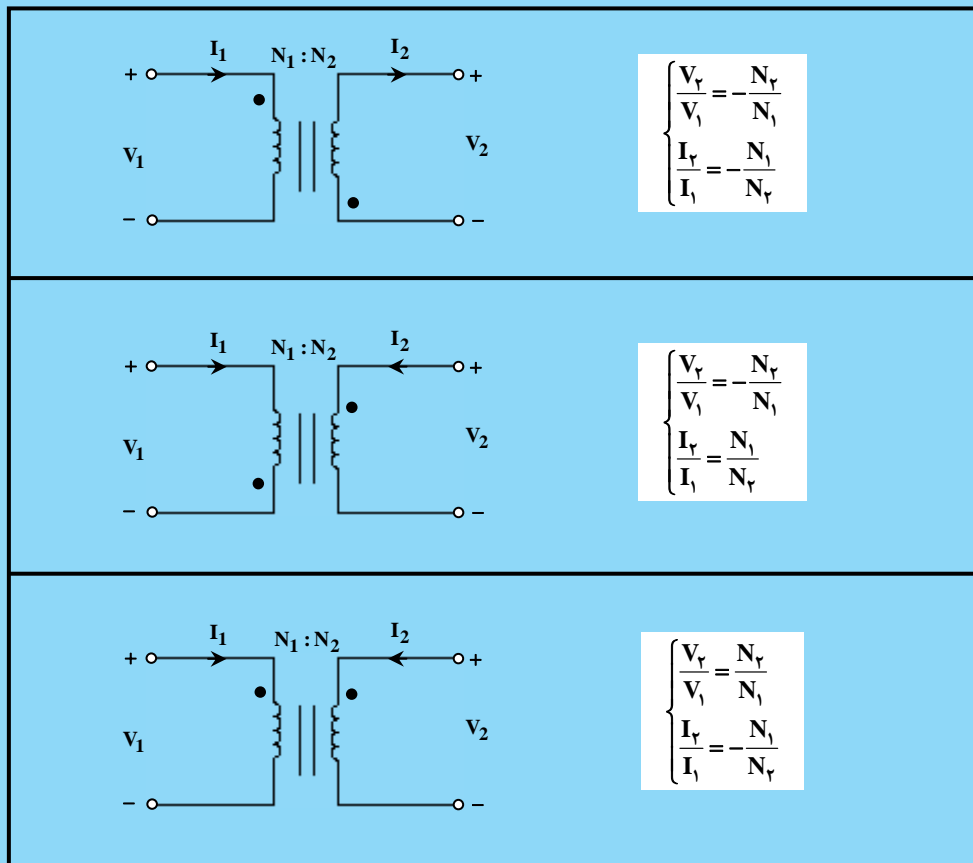 I1 N1 : N2 I2
+ +
V1 V2
− −
V۲/V۱ = −N۲/N۱
I۲/I۱ = −N۱/N۲
I1 N1 : N2 I2
+ +
V1 V2
− −
V۲/V۱ = −N۲/N۱
I۲/I۱ = N۱/N۲
I1 N1 : N2 I2
+ +
V1 V2
− −
V۲/V۱ = N۲/N۱
I۲/I۱ = −N۱/N۲